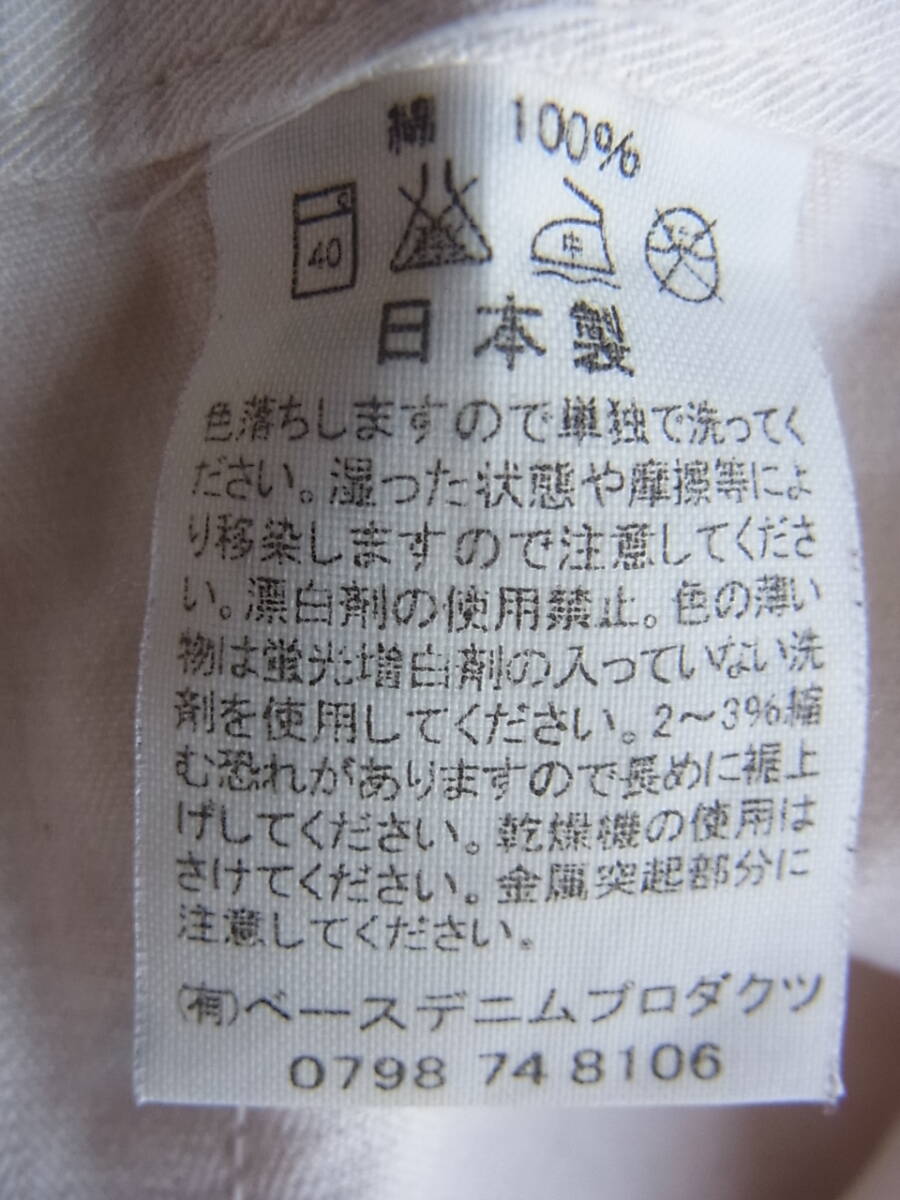 綿 100%
40 中
日本製
色落ちしますので単独で洗ってく
ださい。湿った状態や摩擦等によ
り移染しますので注意してくださ
い。漂白剤の使用禁止。色の薄い
物は蛍光増白剤の入っていない洗
剤を使用してください。2～3%縮
む恐れがありますので長めに裾上
げしてください。乾燥機の使用は
さけてください。金属突起部分に
注意してください。
(有)ベースデニムプロダクツ
0798 74 8106